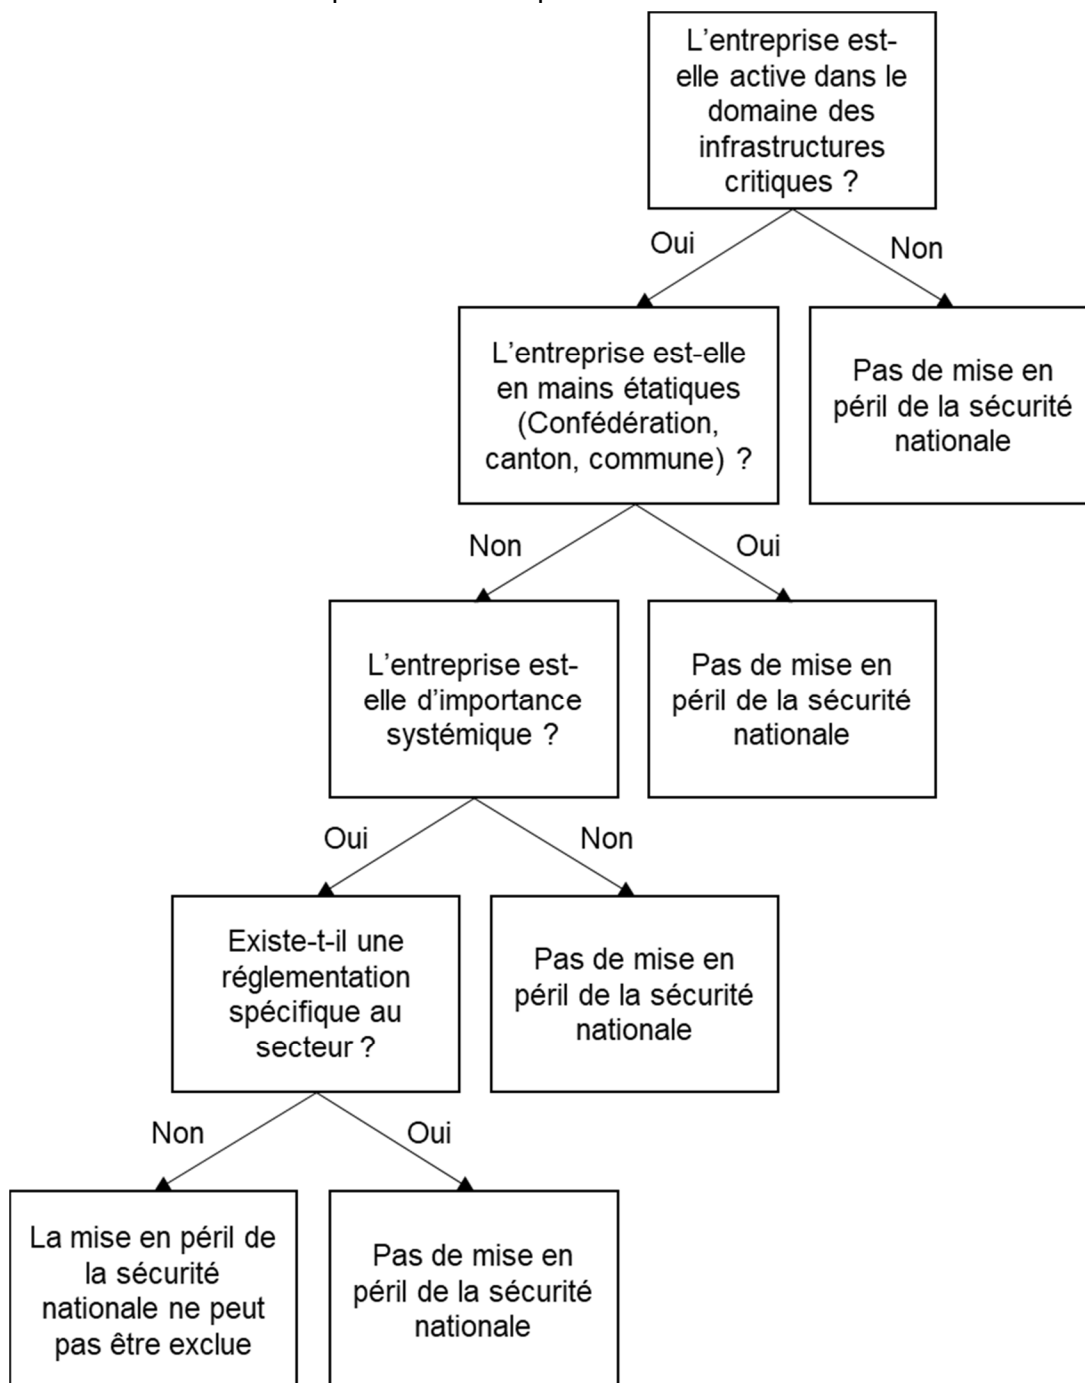 L’entreprise est-
elle active dans le
domaine des
infrastructures
critiques ?
Oui
Non
L’entreprise est-elle
en mains étatiques
(Confédération,
canton, commune) ?
Pas de mise en
péril de la sécurité
nationale
Non
Oui
L’entreprise est-
elle d’importance
systémique ?
Pas de mise en
péril de la sécurité
nationale
Oui
Non
Existe-t-il une
réglementation
spécifique au
secteur ?
Pas de mise en
péril de la sécurité
nationale
Non
Oui
La mise en péril de
la sécurité
nationale ne peut
pas être exclue
Pas de mise en
péril de la sécurité
nationale